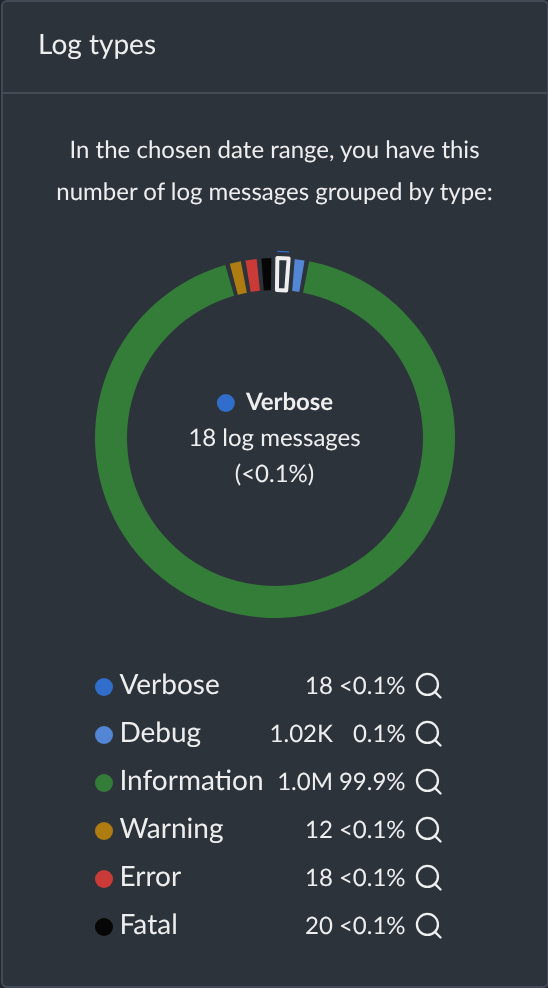 Log types
In the chosen date range, you have this
number of log messages grouped by type:
Verbose
18 log messages
(<0.1%)
Verbose 18 <0.1%
Debug 1.02K 0.1%
Information 1.0M 99.9%
Warning 12 <0.1%
Error 18 <0.1%
Fatal 20 <0.1%